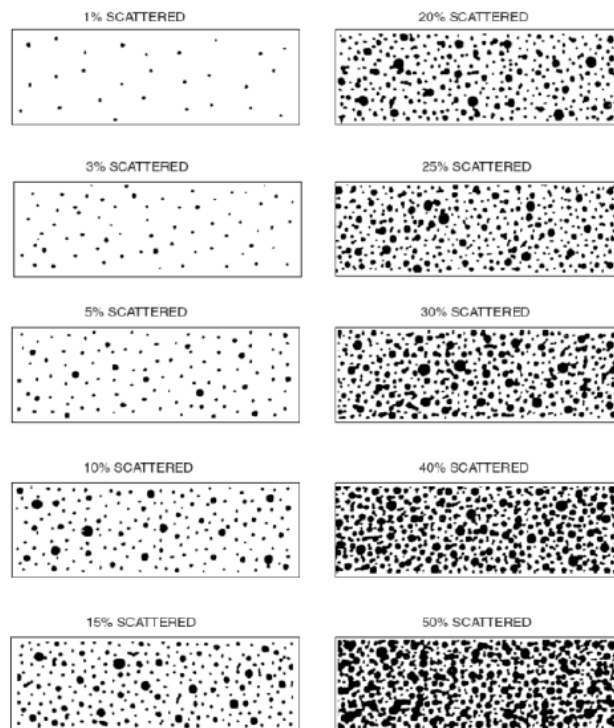 1% SCATTERED
20% SCATTERED
3% SCATTERED
25% SCATTERED
5% SCATTERED
30% SCATTERED
10% SCATTERED
40% SCATTERED
15% SCATTERED
50% SCATTERED